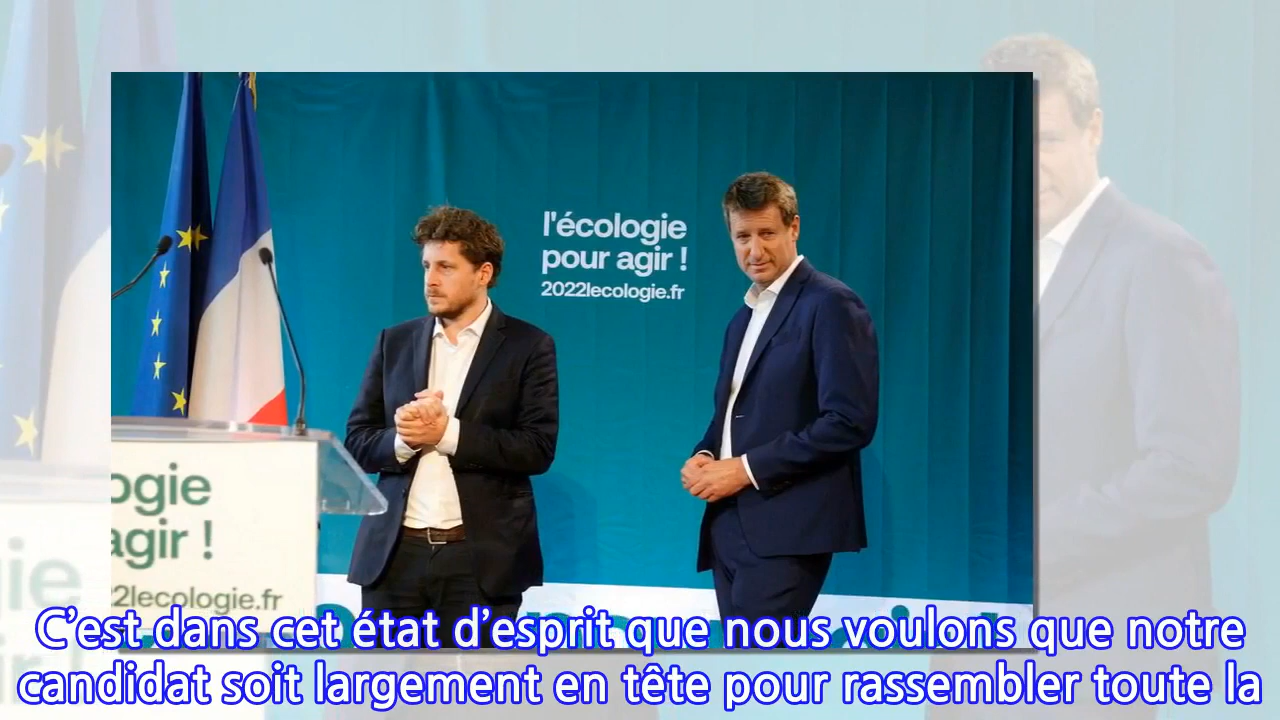 l'écologie
pour agir !
2022lecologie.fr
ogie
agir !
2lecologie.fr
C'est dans cet état d'esprit que nous voulons que notre
candidat soit largement en tête pour rassembler toute la